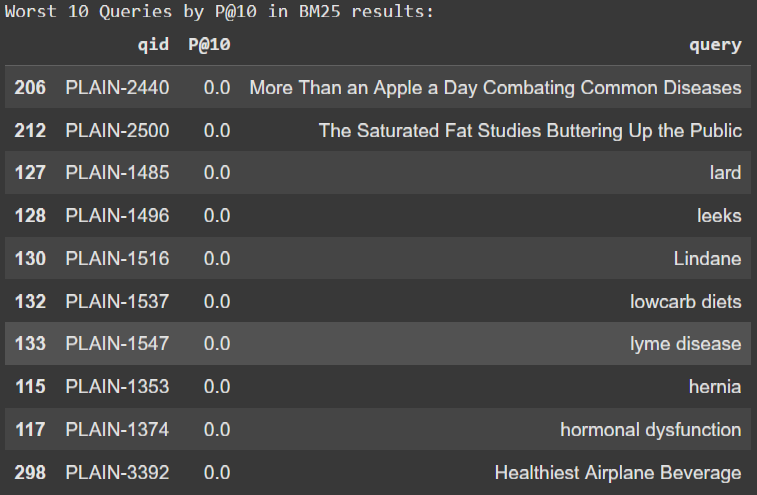 Worst 10 Queries by P@10 in BM25 results:
qid P@10 query
206 PLAIN-2440 0.0 More Than an Apple a Day Combating Common Diseases
212 PLAIN-2500 0.0 The Saturated Fat Studies Buttering Up the Public
127 PLAIN-1485 0.0 lard
128 PLAIN-1496 0.0 leeks
130 PLAIN-1516 0.0 Lindane
132 PLAIN-1537 0.0 lowcarb diets
133 PLAIN-1547 0.0 lyme disease
115 PLAIN-1353 0.0 hernia
117 PLAIN-1374 0.0 hormonal dysfunction
298 PLAIN-3392 0.0 Healthiest Airplane Beverage